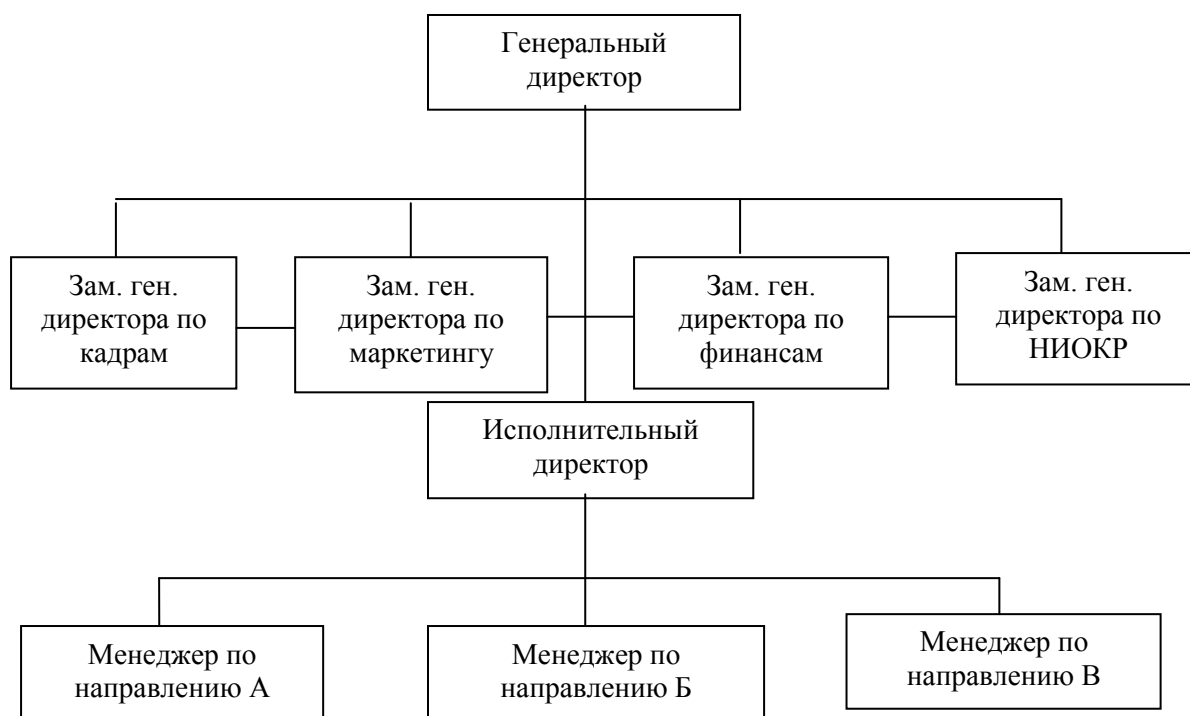 Генеральный
директор
Зам. ген.
директора по
кадрам
Зам. ген.
директора по
маркетингу
Зам. ген.
директора по
финансам
Зам. ген.
директора по
НИОКР
Исполнительный
директор
Менеджер по
направлению А
Менеджер по
направлению Б
Менеджер по
направлению В